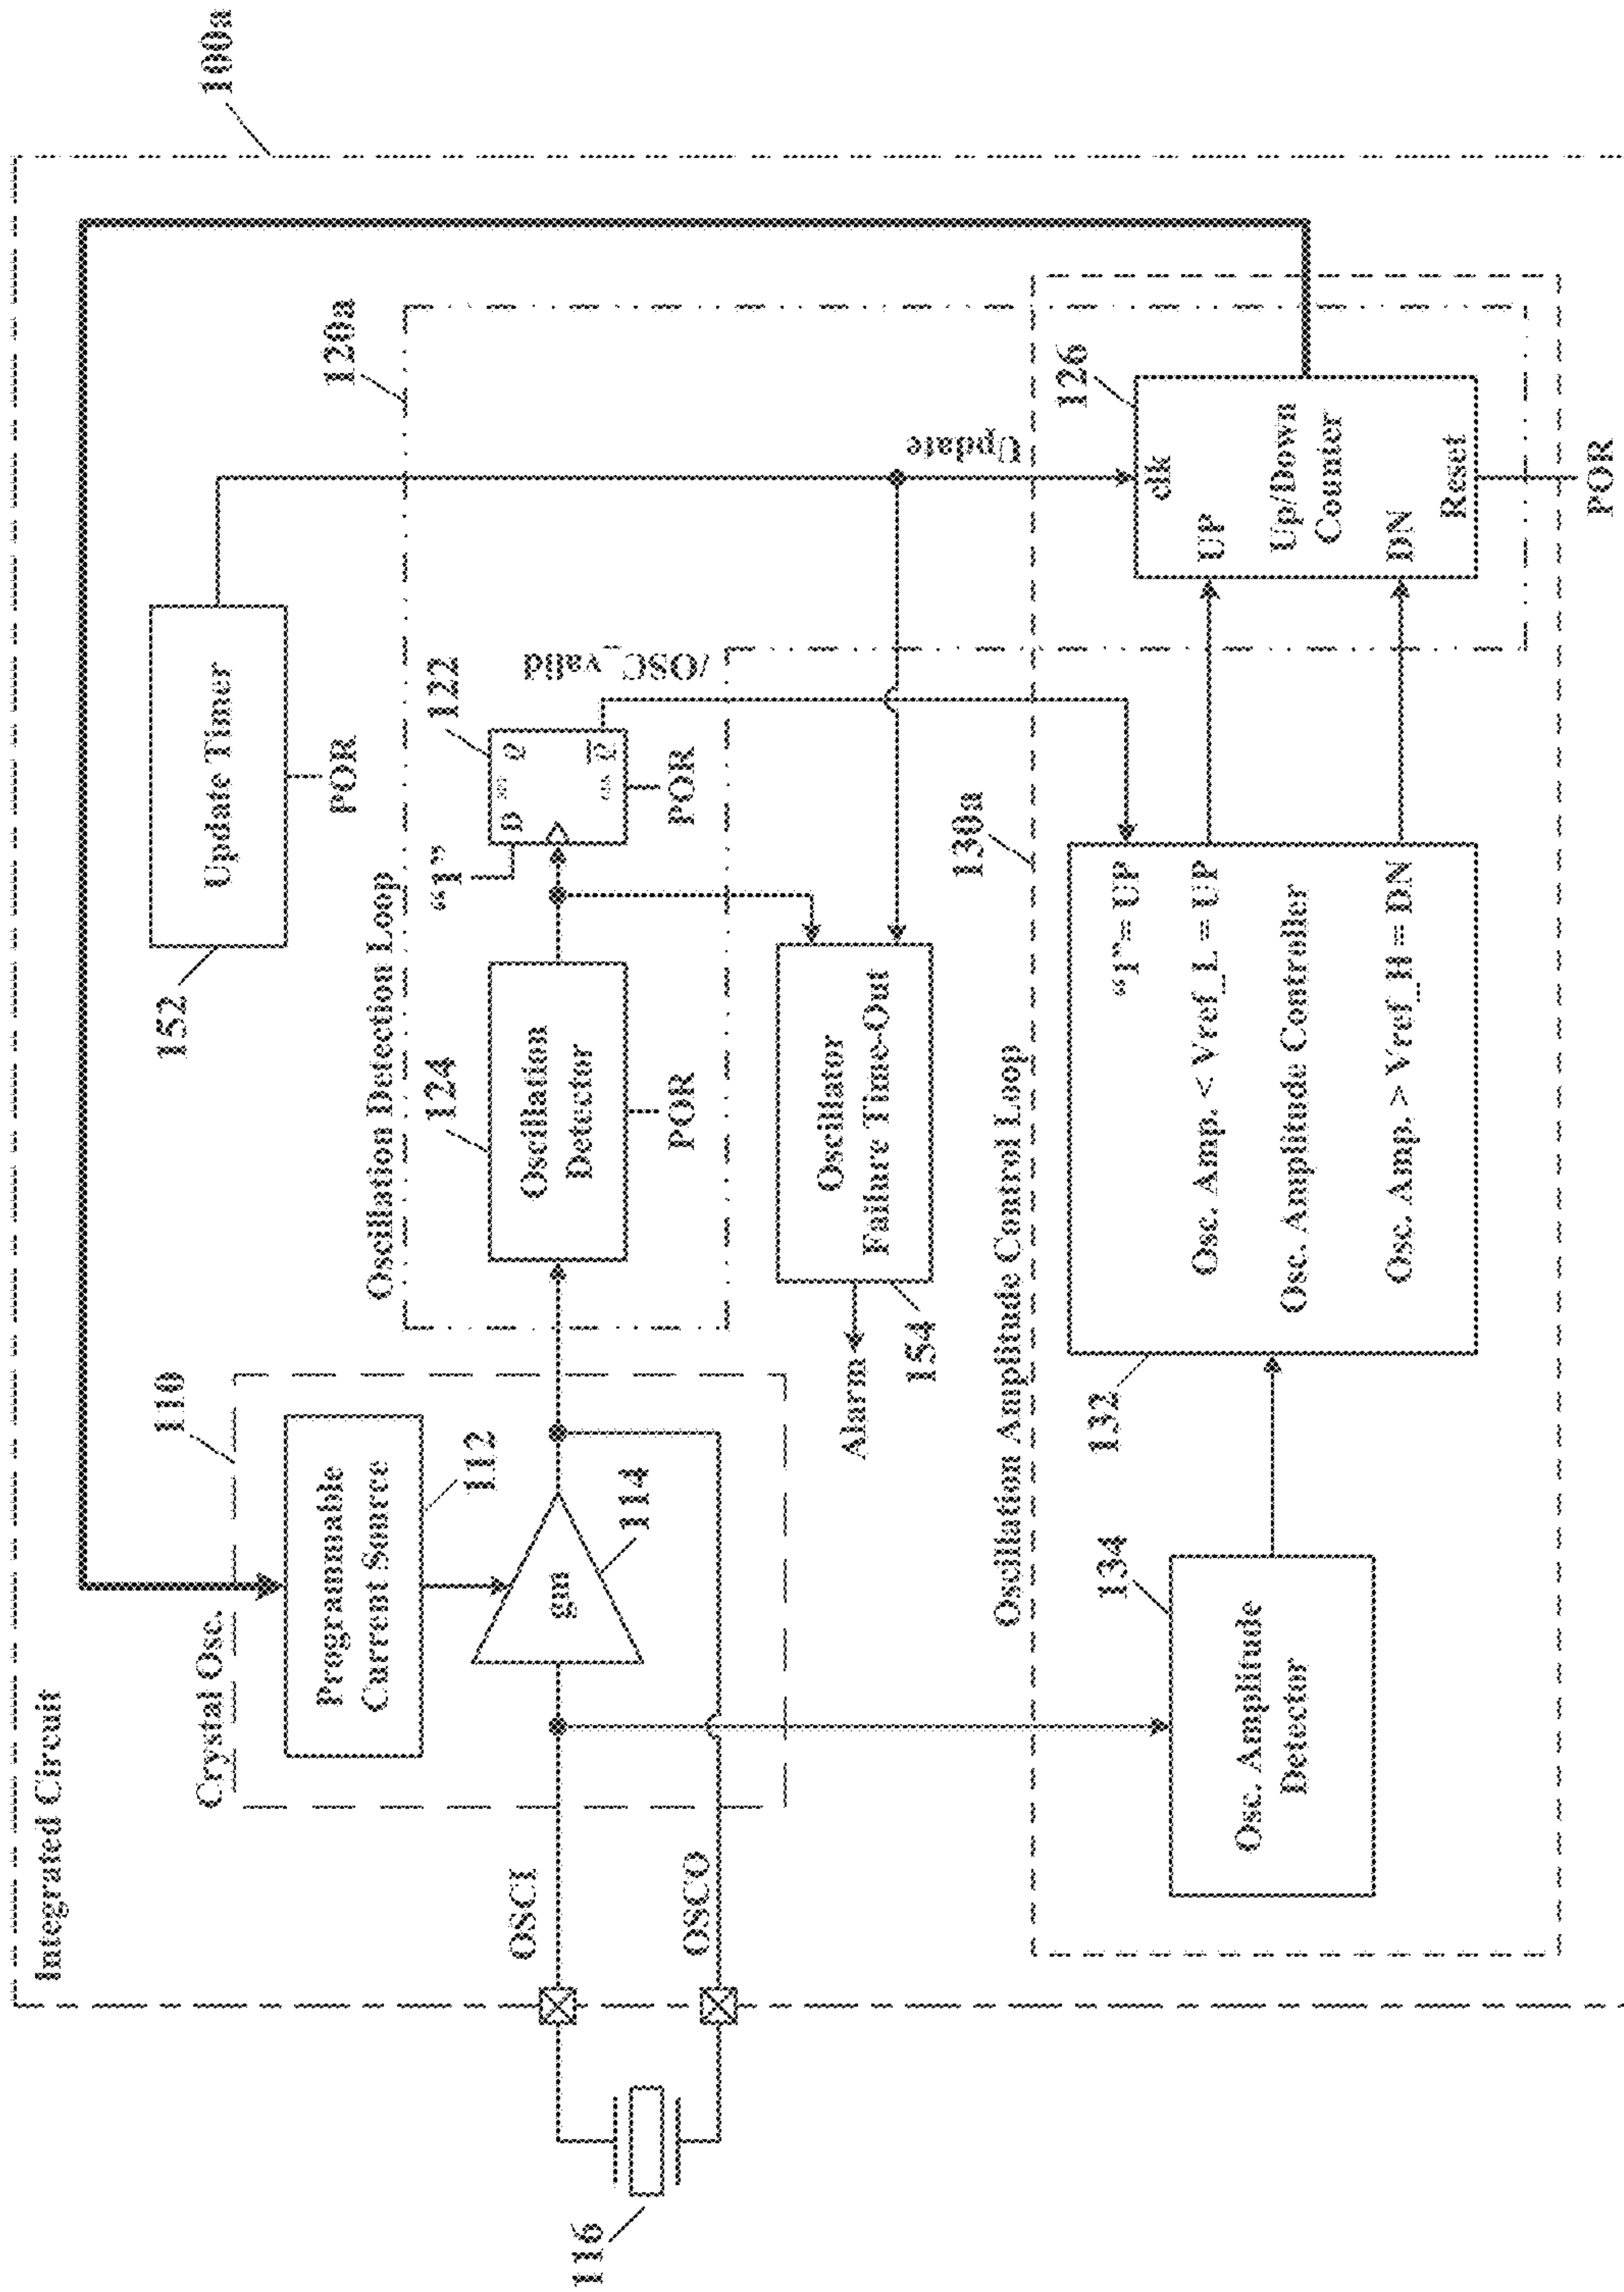 100a
Integrated Circuit
Crystal Osc.
110
Programmable
Current Source
112
gm
114
OSCI
OSCO
116
152
Update Timer
POR
120a
Oscillation Detection Loop
124
Oscillation
Detector
POR
"1"
122
D
SET
Q
CLR
Q
POR
/OSC_valid
Update
Oscillator
Failure Time-Out
Alarm
154
Oscillation Amplitude Control Loop
130a
134
Osc. Amplitude
Detector
132
"1"= UP
Osc. Amp. < Vref_L = UP
Osc. Amplitude Controller
Osc. Amp. > Vref_H = DN
126
clk
UP
Up/Down
Counter
DN
Reset
POR